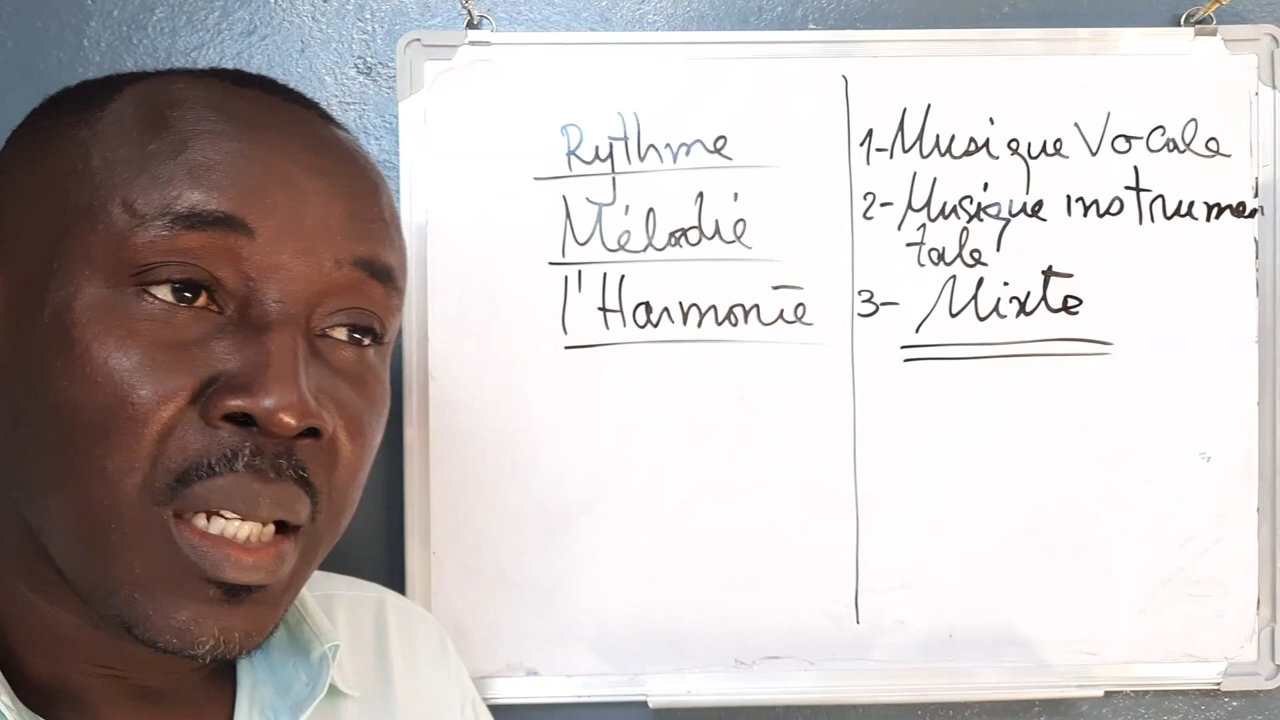 Rythme
Mélodie
l'Harmonie
1-Musique Vocale
2- Musique instrumen
tale
3- Mixte